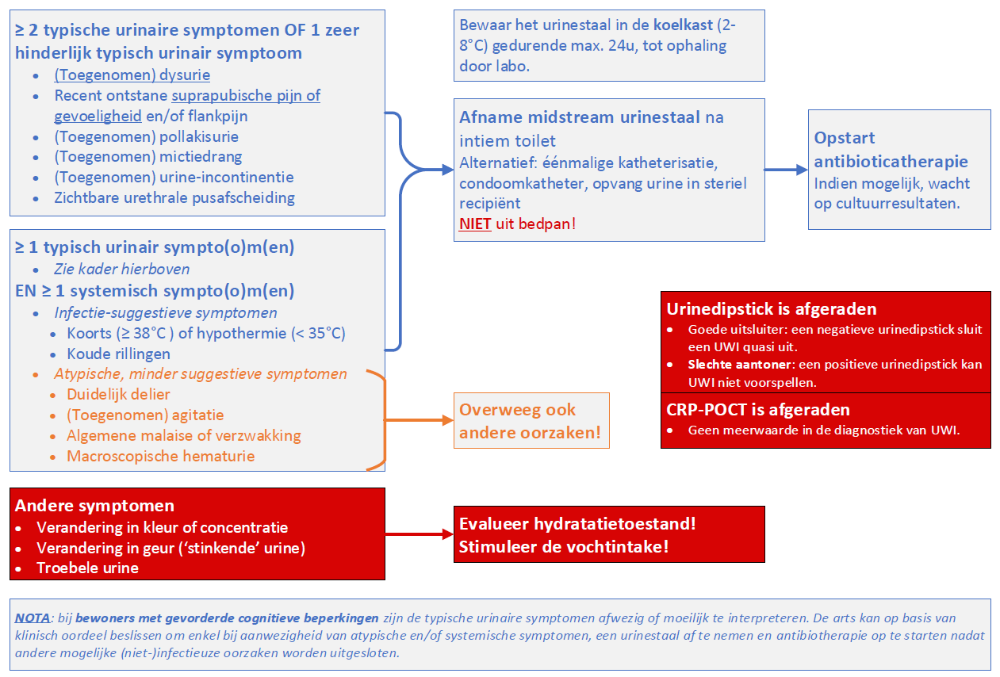 ≥ 2 typische urinaire symptomen OF 1 zeer
hinderlijk typisch urinair symptoom
• (Toegenomen) dysurie
• Recent ontstane suprapubische pijn of
gevoeligheid en/of flankpijn
• (Toegenomen) pollakisurie
• (Toegenomen) mictiedrang
• (Toegenomen) urine-incontinentie
• Zichtbare urethrale pusafscheiding
Bewaar het urinestaal in de koelkast (2-
8°C) gedurende max. 24u, tot ophaling
door labo.
Afname midstream urinestaal na
intiem toilet
Alternatief: éénmalige katheterisatie,
condoomkatheter, opvang urine in steriel
recipiënt
NIET uit bedpan!
Opstart
antibioticatherapie
Indien mogelijk, wacht
op cultuurresultaten.
≥ 1 typisch urinair sympto(o)m(en)
• Zie kader hierboven
EN ≥ 1 systemisch sympto(o)m(en)
• Infectie-suggestieve symptomen
• Koorts (≥ 38°C ) of hypothermie (< 35°C)
• Koude rillingen
• Atypische, minder suggestieve symptomen
• Duidelijk delier
• (Toegenomen) agitatie
• Algemene malaise of verzwakking
• Macroscopische hematurie
Overweeg ook
andere oorzaken!
Urinedipstick is afgeraden
• Goede uitsluiter: een negatieve urinedipstick sluit
een UWI quasi uit.
• Slechte aantoner: een positieve urinedipstick kan
UWI niet voorspellen.
CRP-POCT is afgeraden
• Geen meerwaarde in de diagnostiek van UWI.
Andere symptomen
• Verandering in kleur of concentratie
• Verandering in geur (‘stinkende’ urine)
• Troebele urine
Evalueer hydratatietoestand!
Stimuleer de vochtintake!
NOTA: bij bewoners met gevorderde cognitieve beperkingen zijn de typische urinaire symptomen afwezig of moeilijk te interpreteren. De arts kan op basis van
klinisch oordeel beslissen om enkel bij aanwezigheid van atypische en/of systemische symptomen, een urinestaal af te nemen en antibiotherapie op te starten nadat
andere mogelijke (niet-)infectieuze oorzaken worden uitgesloten.